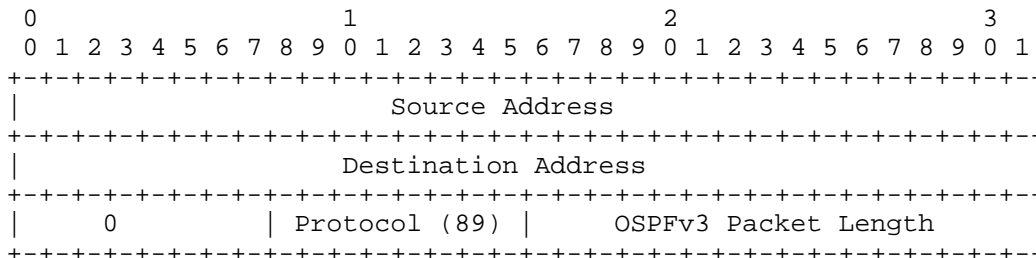 0                   1                   2                   3
 0 1 2 3 4 5 6 7 8 9 0 1 2 3 4 5 6 7 8 9 0 1 2 3 4 5 6 7 8 9 0 1
+-+-+-+-+-+-+-+-+-+-+-+-+-+-+-+-+-+-+-+-+-+-+-+-+-+-+-+-+-+-+-+-
|                       Source Address
+-+-+-+-+-+-+-+-+-+-+-+-+-+-+-+-+-+-+-+-+-+-+-+-+-+-+-+-+-+-+-+-
|                    Destination Address
+-+-+-+-+-+-+-+-+-+-+-+-+-+-+-+-+-+-+-+-+-+-+-+-+-+-+-+-+-+-+-+-
|     0         | Protocol (89) |     OSPFv3 Packet Length
+-+-+-+-+-+-+-+-+-+-+-+-+-+-+-+-+-+-+-+-+-+-+-+-+-+-+-+-+-+-+-+-